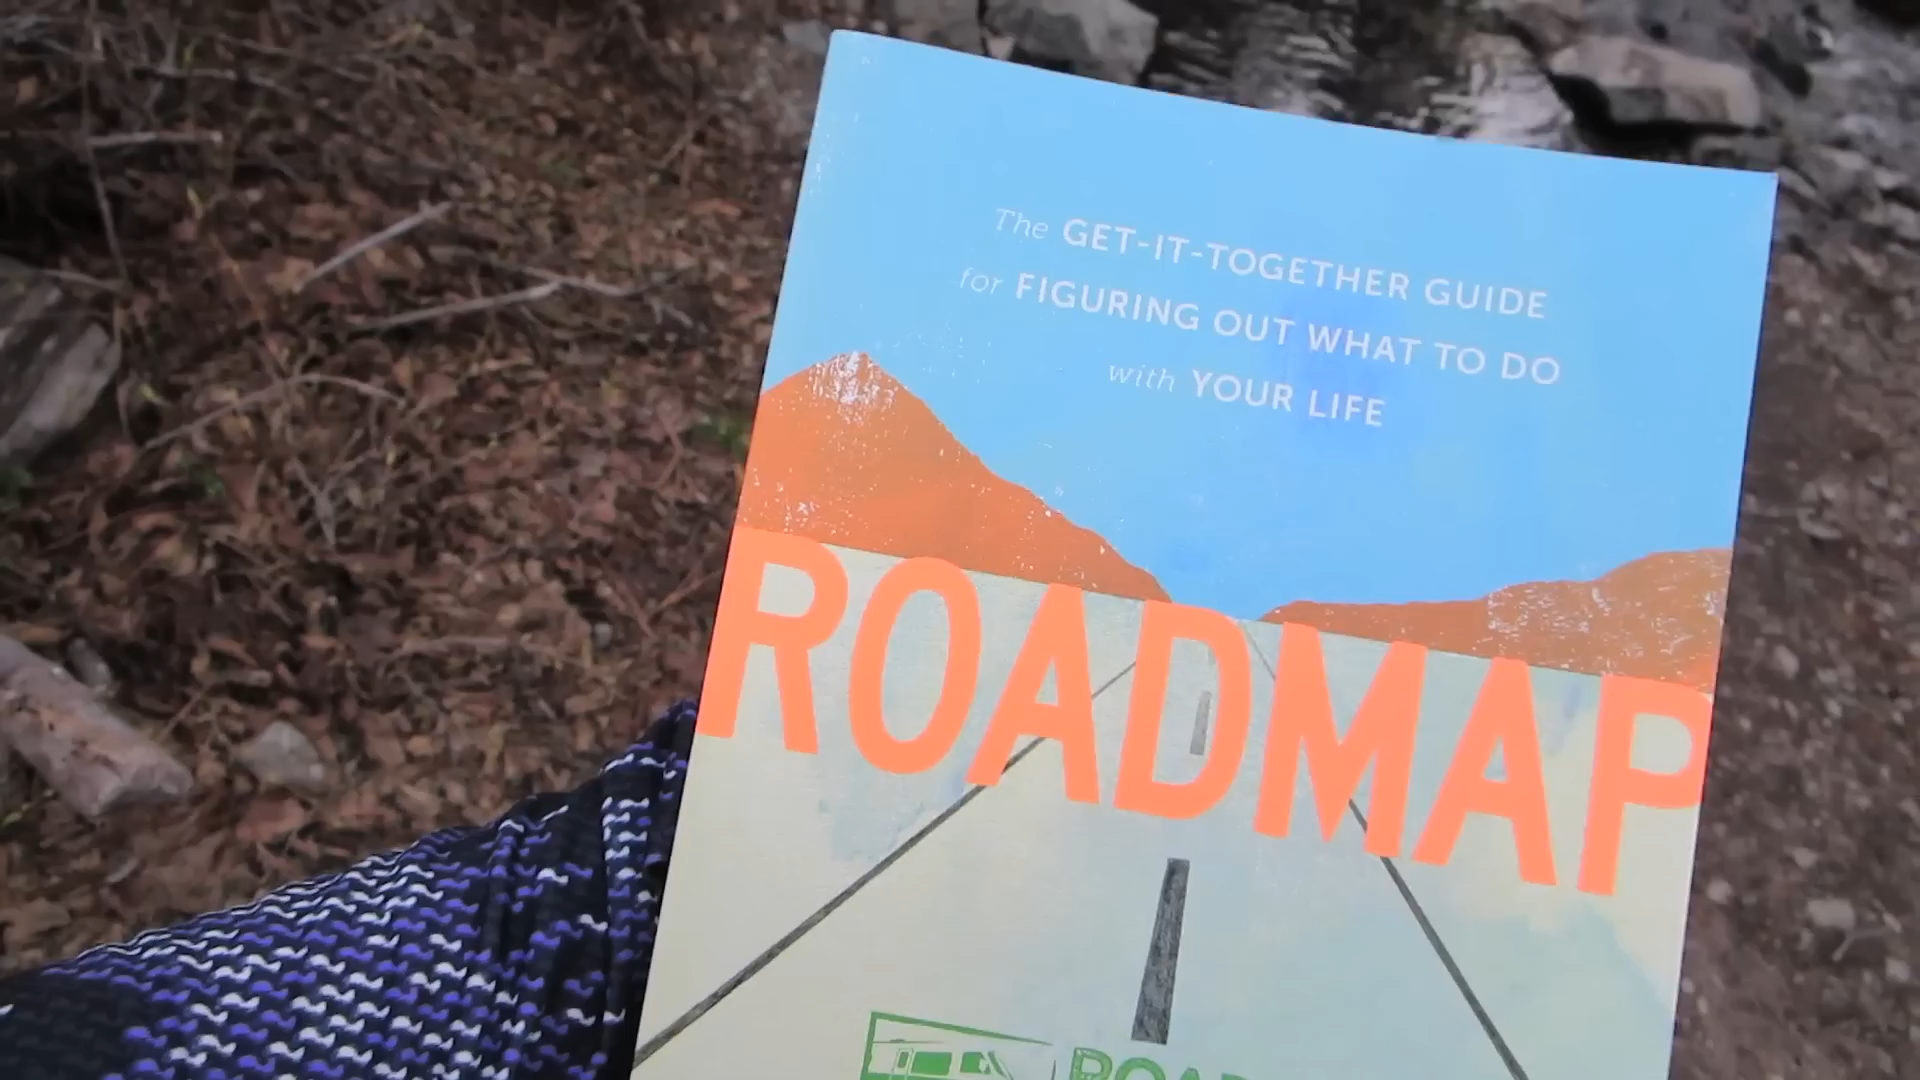 The GET-IT-TOGETHER GUIDE
for FIGURING OUT WHAT TO DO
with YOUR LIFE
ROADMAP